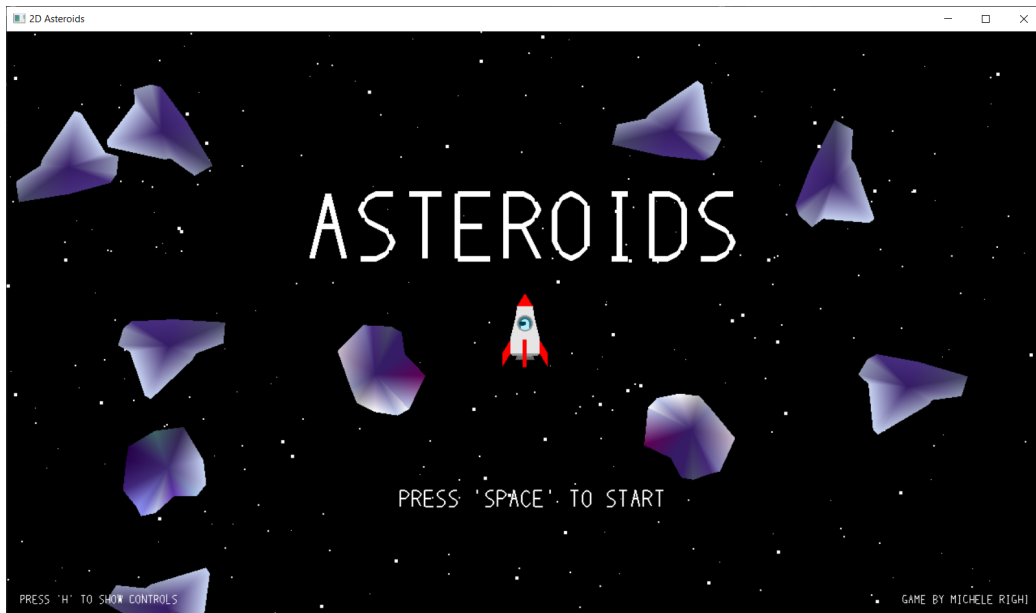 2D Asteroids
ASTEROIDS
PRESS 'SPACE' TO START
PRESS 'H' TO SHOW CONTROLS
GAME BY MICHELE RIGHI